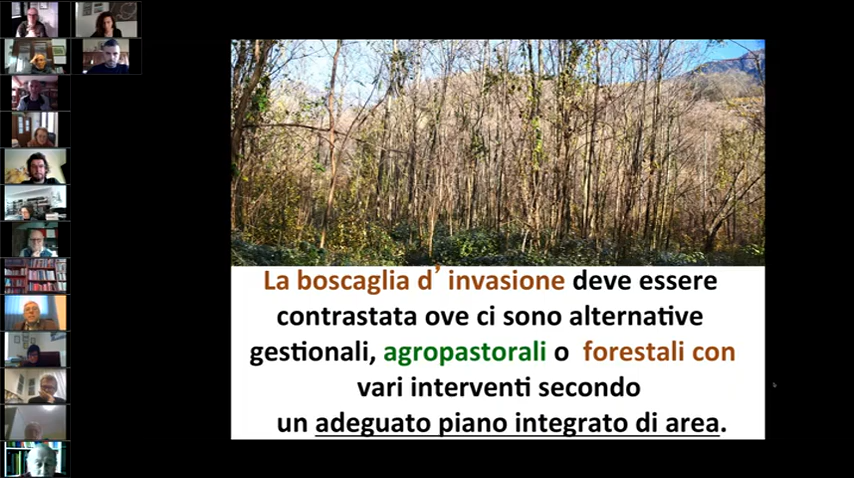 La boscaglia d’ invasione deve essere
contrastata ove ci sono alternative
gestionali, agropastorali o forestali con
vari interventi secondo
un adeguato piano integrato di area.